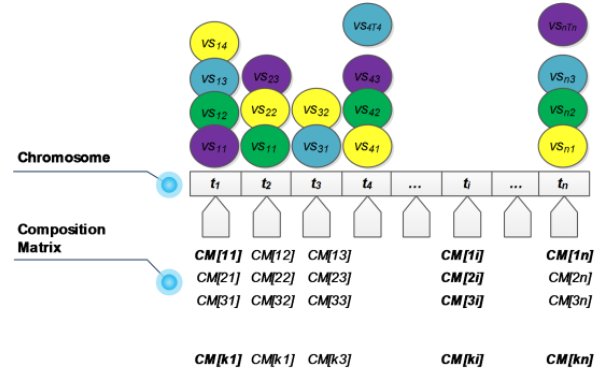 vs4T4 vsnTn
vs14
vs13 vs23 vs43 vsn3
vs12 vs22 vs32 vs42 vsn2
vs11 vs11 vs31 vs41 vsn1
Chromosome
t1 t2 t3 t4 ... ti ... tn
Composition
Matrix
CM[11] CM[12] CM[13] CM[1i] CM[1n]
CM[21] CM[22] CM[23] CM[2i] CM[2n]
CM[31] CM[32] CM[33] CM[3i] CM[3n]
CM[k1] CM[k1] CM[k3] CM[ki] CM[kn]